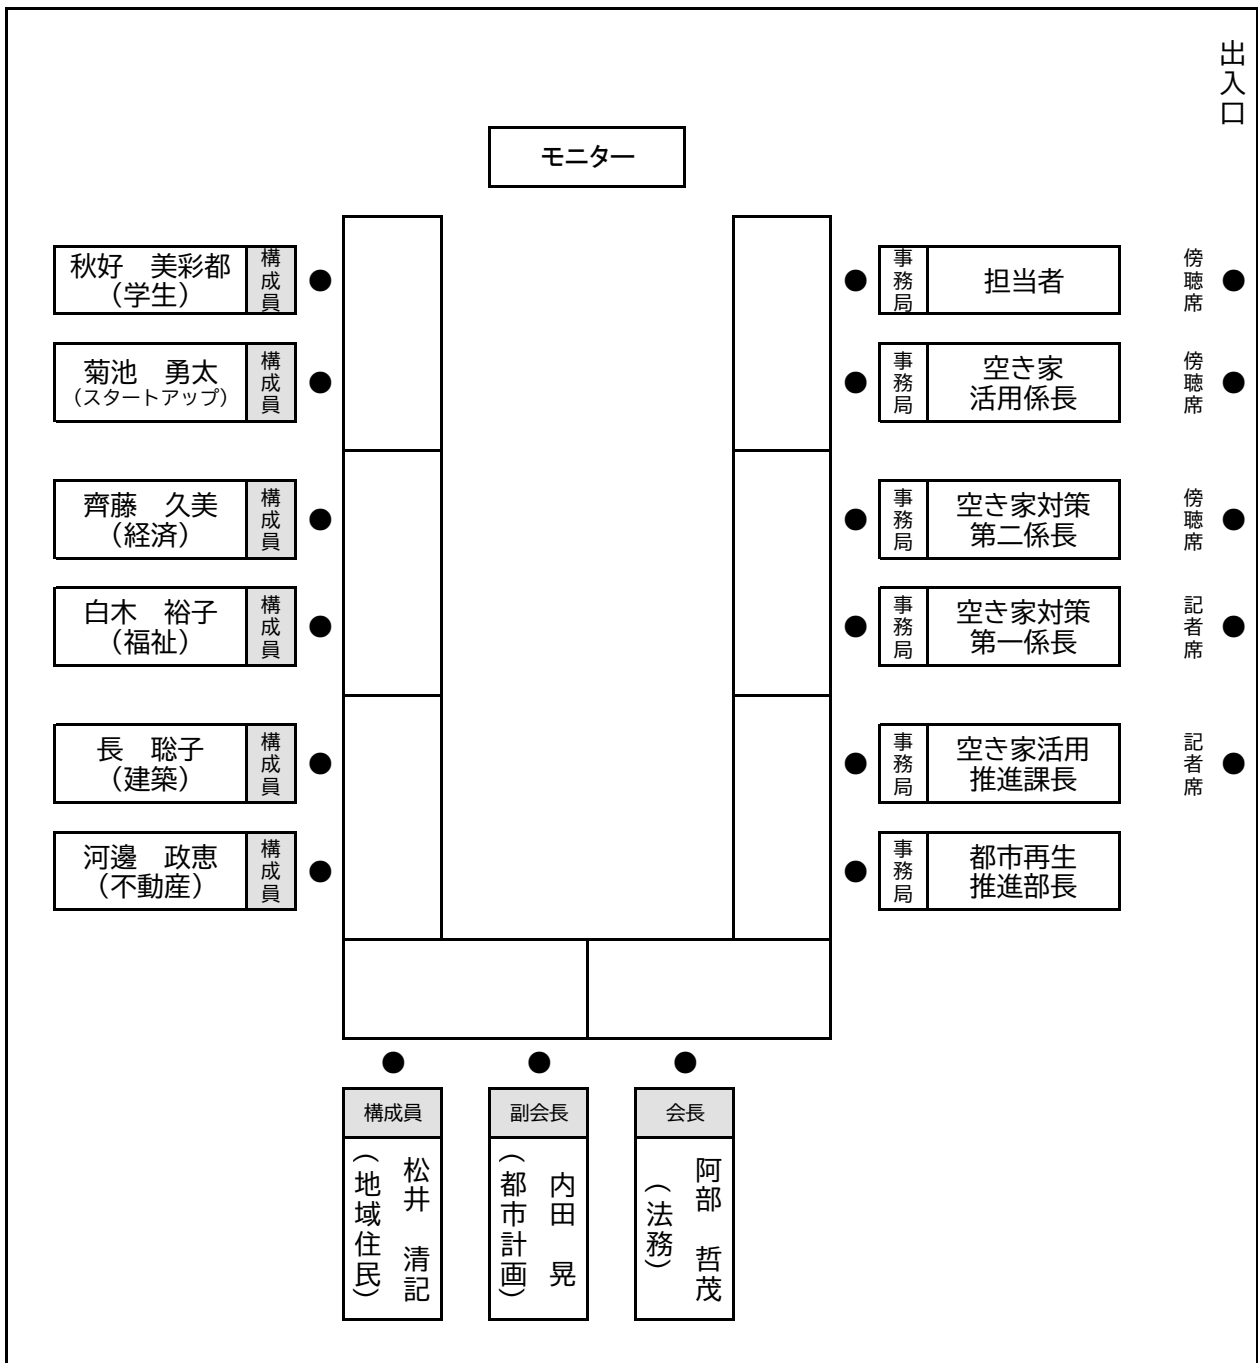 出入口
モニター
秋好　美彩都
（学生）
構成員
事務局
担当者
傍聴席
菊池　勇太
（スタートアップ）
構成員
事務局
空き家
活用係長
傍聴席
齊藤　久美
（経済）
構成員
事務局
空き家対策
第二係長
傍聴席
白木　裕子
（福祉）
構成員
事務局
空き家対策
第一係長
記者席
長　聡子
（建築）
構成員
事務局
空き家活用
推進課長
記者席
河邊　政恵
（不動産）
構成員
事務局
都市再生
推進部長
構成員
松井　清記
（地域住民）
副会長
内田　晃
（都市計画）
会長
阿部　哲茂
（法務）